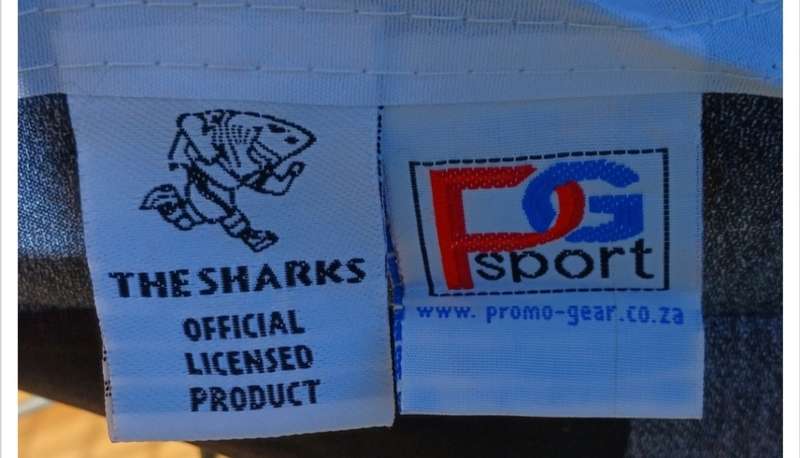 THE SHARKS
OFFICIAL
LICENSED
PRODUCT
PG
sport
www.promo-gear.co.za